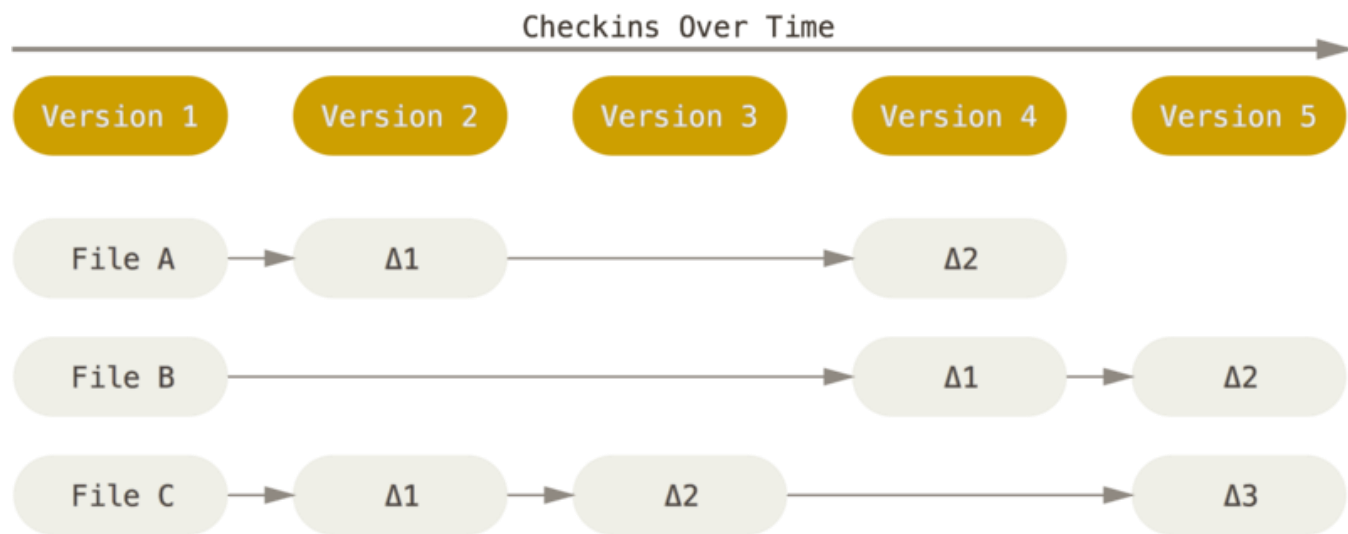 Checkins Over Time
Version 1 Version 2 Version 3 Version 4 Version 5
File A Δ1 Δ2
File B Δ1 Δ2
File C Δ1 Δ2 Δ3